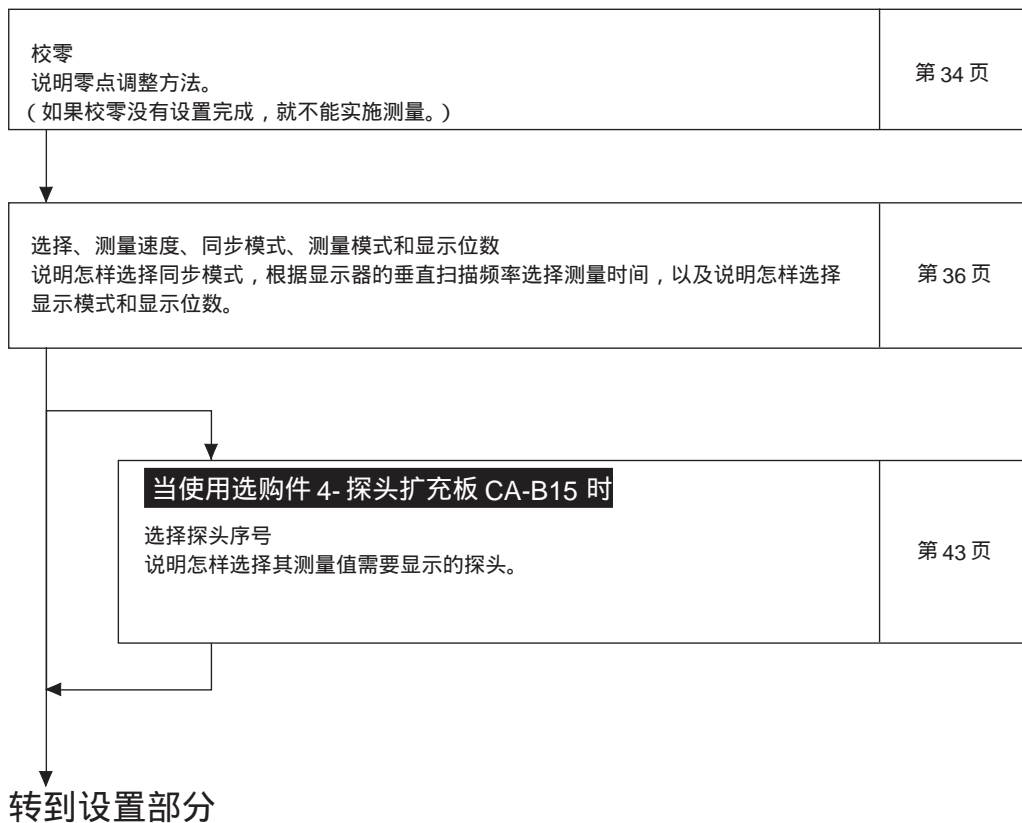 校零
说明零点调整方法。
(如果校零没有设置完成，就不能实施测量。)
第 34 页
选择、测量速度、同步模式、测量模式和显示位数
说明怎样选择同步模式，根据显示器的垂直扫描频率选择测量时间，以及说明怎样选择
显示模式和显示位数。
第 36 页
当使用选购件 4- 探头扩充板 CA-B15 时
选择探头序号
说明怎样选择其测量值需要显示的探头。
第 43 页
转到设置部分